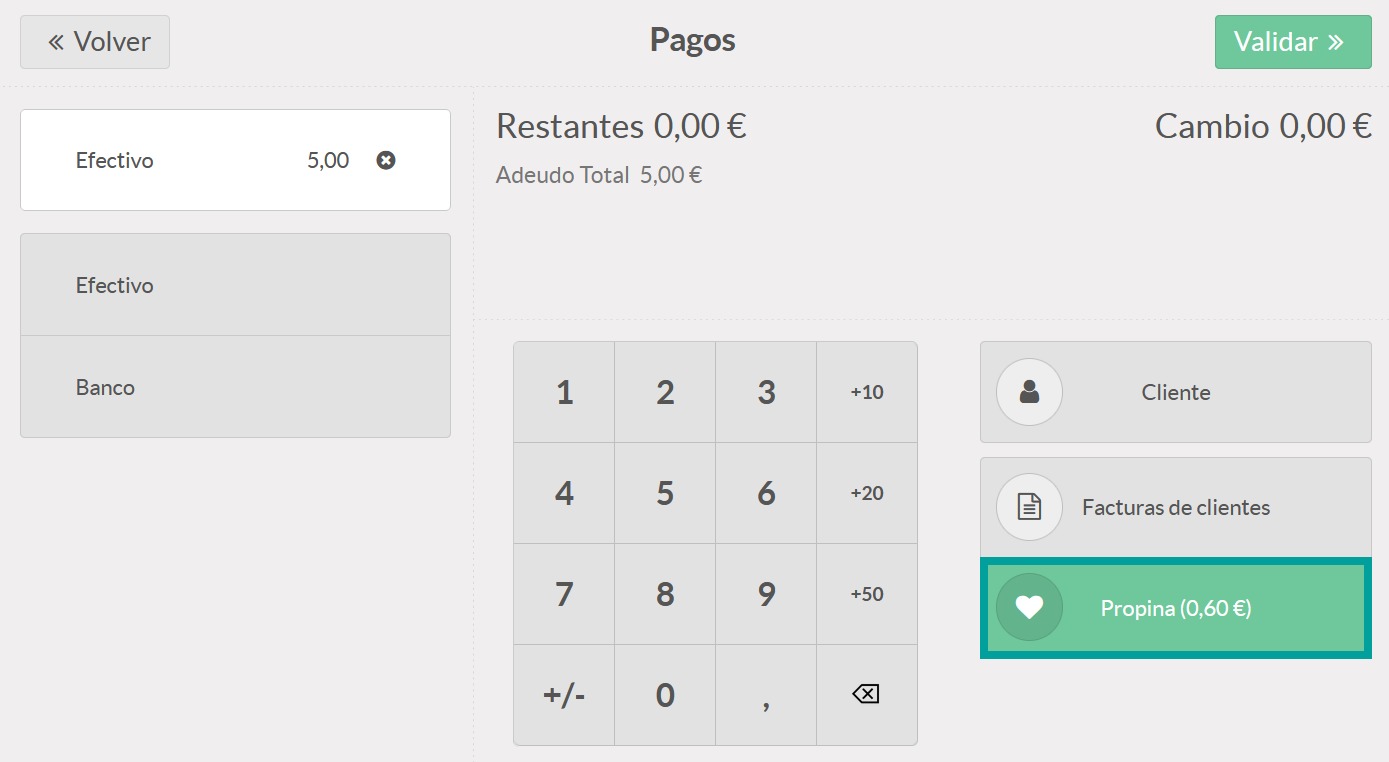 Volver
Pagos
Validar
Efectivo 5,00
Efectivo
Banco
Restantes 0,00 €
Cambio 0,00 €
Adeudo Total 5,00 €
1 2 3 +10
4 5 6 +20
7 8 9 +50
+/- 0 ,
Cliente
Facturas de clientes
Propina (0,60 €)